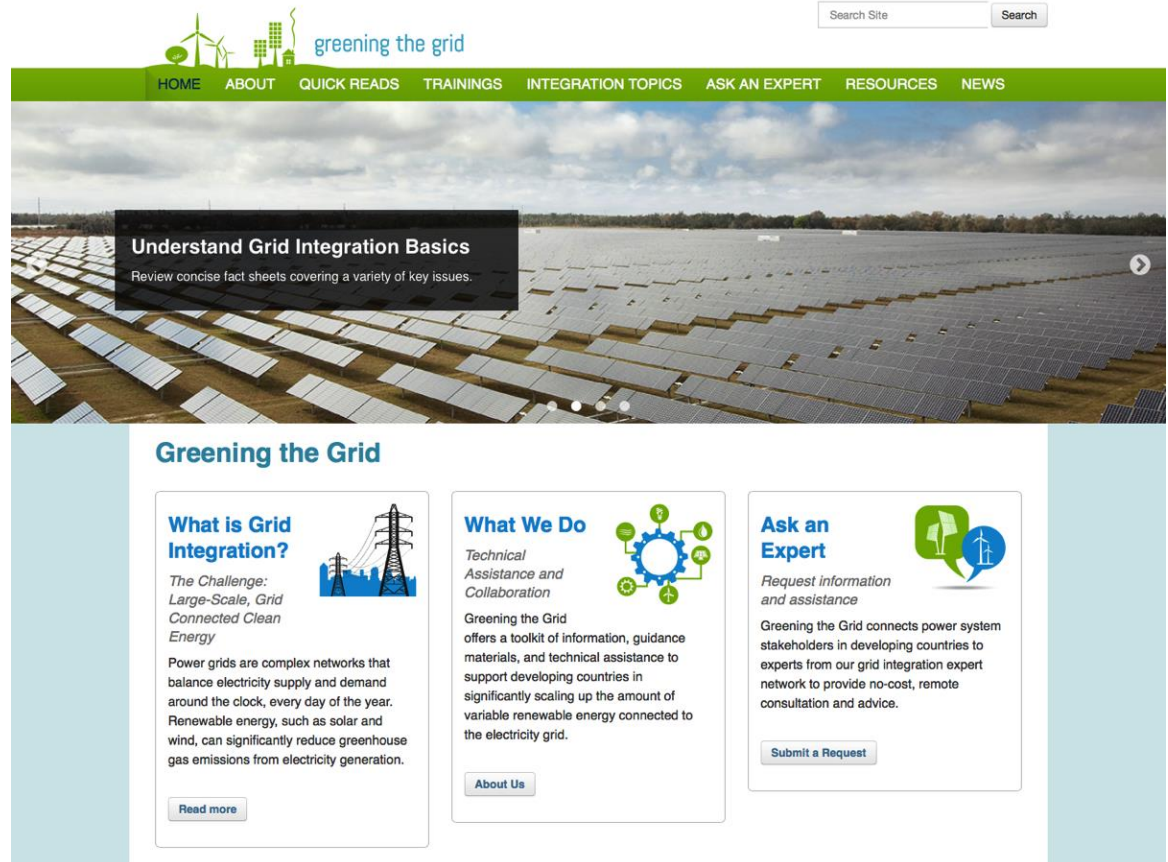 Search Site
Search
greening the grid
HOME ABOUT QUICK READS TRAININGS INTEGRATION TOPICS ASK AN EXPERT RESOURCES NEWS
Understand Grid Integration Basics
Review concise fact sheets covering a variety of key issues.
Greening the Grid
What is Grid
Integration?
The Challenge:
Large-Scale, Grid
Connected Clean
Energy
Power grids are complex networks that
balance electricity supply and demand
around the clock, every day of the year.
Renewable energy, such as solar and
wind, can significantly reduce greenhouse
gas emissions from electricity generation.
Read more
What We Do
Technical
Assistance and
Collaboration
Greening the Grid
offers a toolkit of information, guidance
materials, and technical assistance to
support developing countries in
significantly scaling up the amount of
variable renewable energy connected to
the electricity grid.
About Us
Ask an
Expert
Request information
and assistance
Greening the Grid connects power system
stakeholders in developing countries to
experts from our grid integration expert
network to provide no-cost, remote
consultation and advice.
Submit a Request